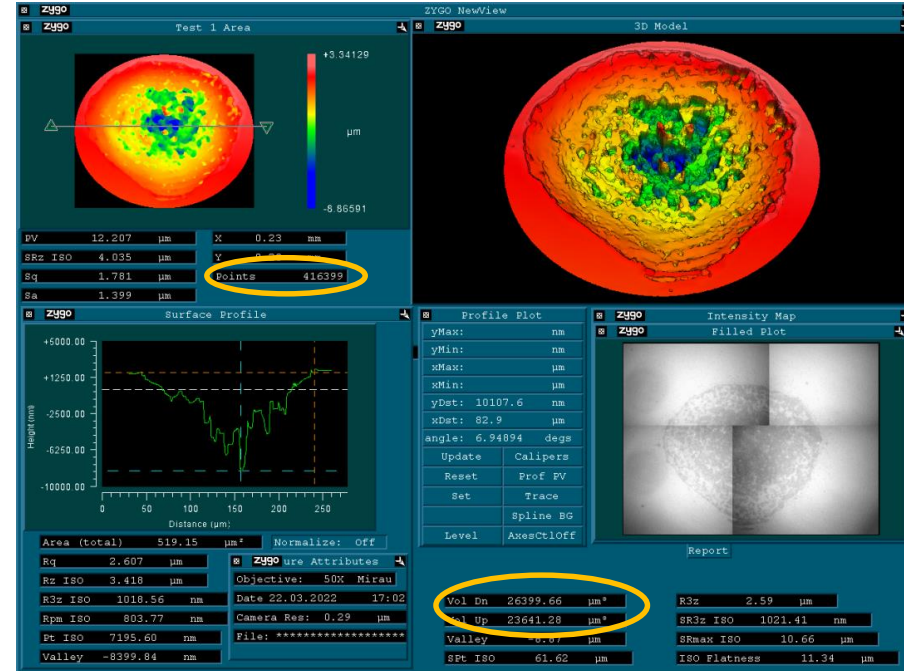 zygo ZYGO NewView
zygo Test 1 Area
+3.34129
µm
-8.86591
PV 12.207 µm
SRz ISO 4.035 µm
Sq 1.781 µm
Sa 1.399 µm
X 0.23 mm
Y
Points 416399
zygo 3D Model
zygo Surface Profile
+5000.00
+1250.00
-2500.00
-6250.00
-10000.00
Height (nm)
0 50 100 150 200 250
Distance (µm)
Area (total) 519.15 µm²
Normalize: Off
Rq 2.607 µm
Rz ISO 3.418 µm
R3z ISO 1018.56 nm
Rpm ISO 803.77 nm
Pt ISO 7195.60 nm
Valley -8399.84 nm
zygo ure Attributes
Objective: 50X Mirau
Date 22.03.2022 17:02
Camera Res: 0.29 µm
File: *******************
Profile Plot
yMax: nm
yMin: nm
xMax: µm
xMin: µm
yDst: 10107.6 nm
xDst: 82.9 µm
angle: 6.94894 degs
Update Calipers
Reset Prof PV
Set Trace
Spline BG
Level AxesCtlOff
zygo Intensity Map
zygo Filled Plot
Report
Vol Dn 26399.66 µm³
Vol Up 23641.28 µm³
Valley -8.87 µm
SPt ISO 61.62 µm
R3z 2.59 µm
SR3z ISO 1021.41 nm
SRmax ISO 10.66 µm
ISO Flatness 11.34 µm